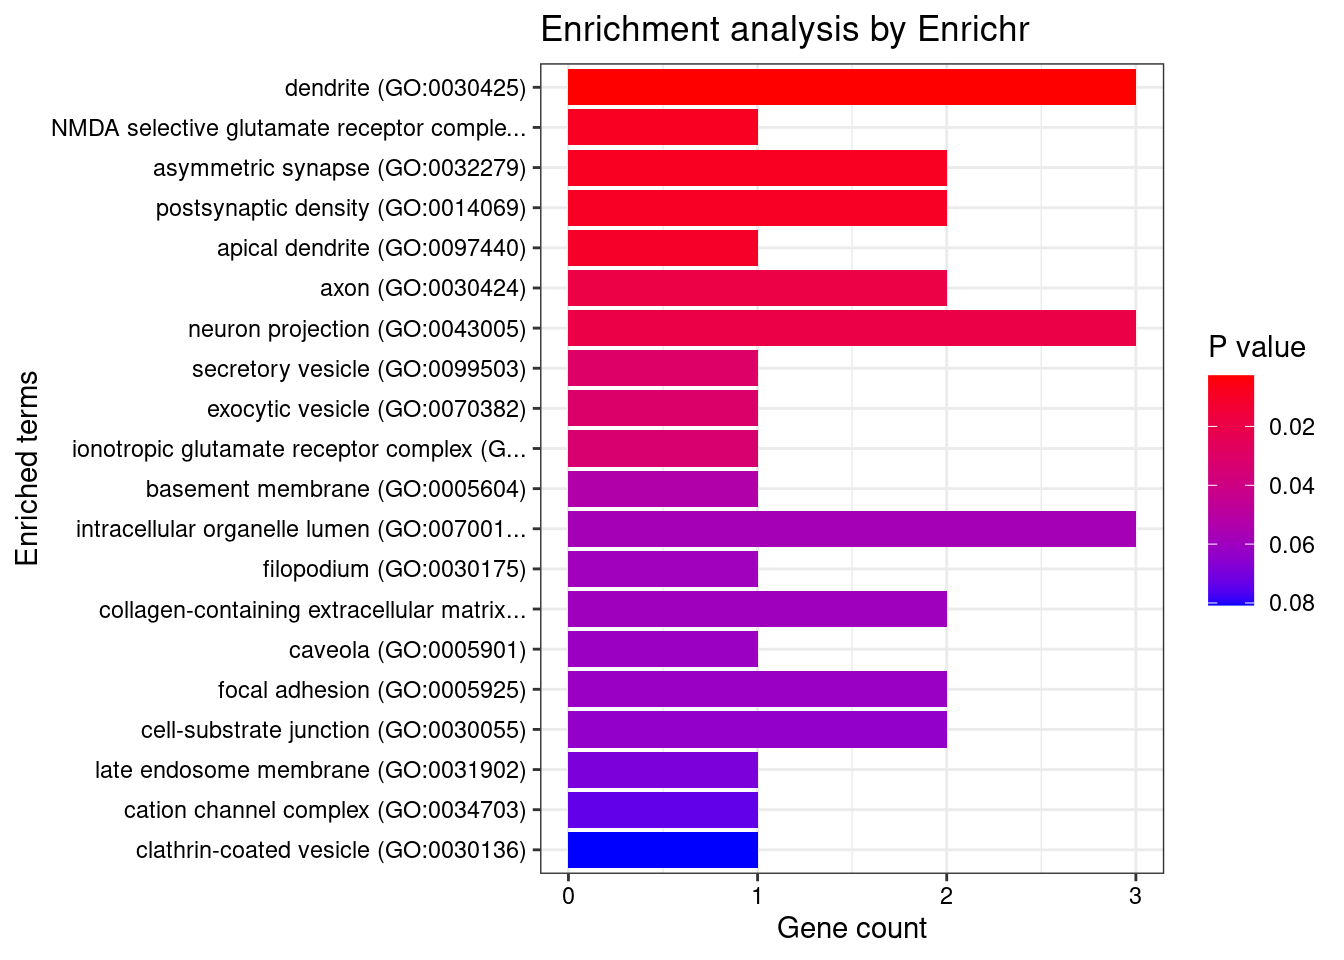 Enrichment analysis by Enrichr
dendrite (GO:0030425)
NMDA selective glutamate receptor comple...
asymmetric synapse (GO:0032279)
postsynaptic density (GO:0014069)
apical dendrite (GO:0097440)
axon (GO:0030424)
neuron projection (GO:0043005)
secretory vesicle (GO:0099503)
exocytic vesicle (GO:0070382)
ionotropic glutamate receptor complex (G...
basement membrane (GO:0005604)
intracellular organelle lumen (GO:007001...
filopodium (GO:0030175)
collagen-containing extracellular matrix...
caveola (GO:0005901)
focal adhesion (GO:0005925)
cell-substrate junction (GO:0030055)
late endosome membrane (GO:0031902)
cation channel complex (GO:0034703)
clathrin-coated vesicle (GO:0030136)
Enriched terms
0 1 2 3
Gene count
P value
0.02
0.04
0.06
0.08